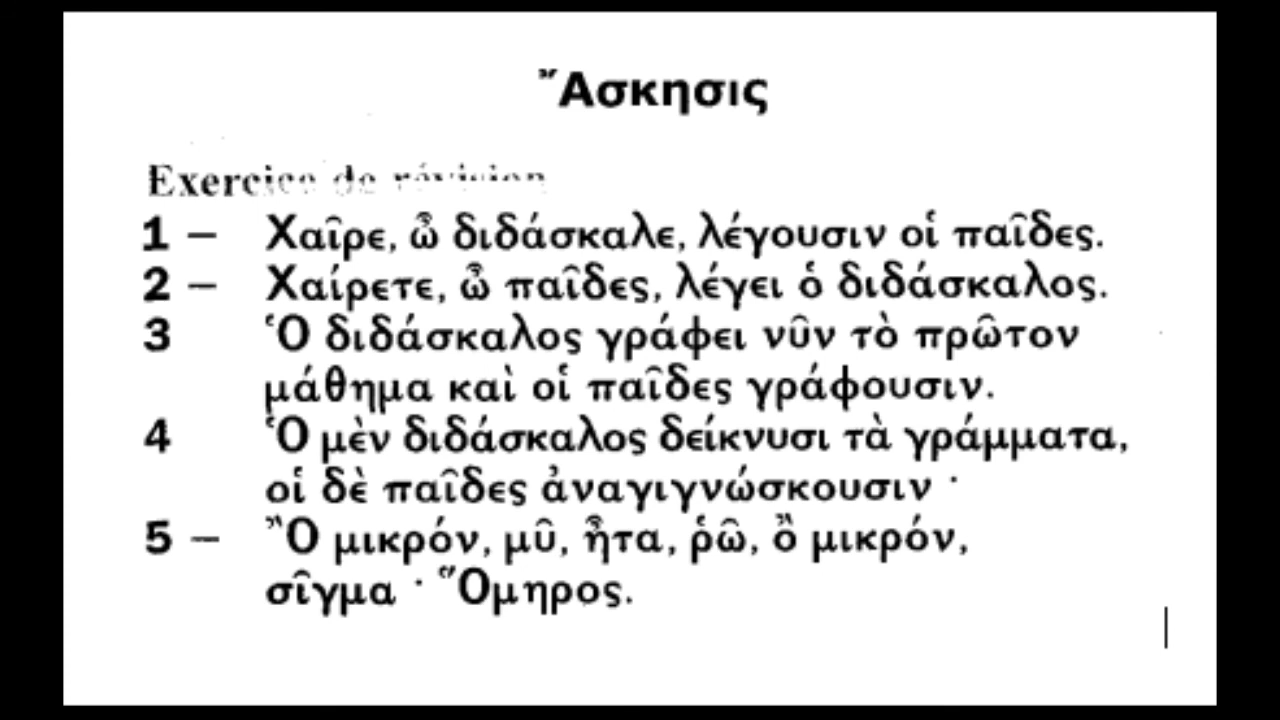 Ἄσκησις
Exercice de révision
1 – Χαῖρε, ὦ διδάσκαλε, λέγουσιν οἱ παῖδες.
2 – Χαίρετε, ὦ παῖδες, λέγει ὁ διδάσκαλος.
3 Ὁ διδάσκαλος γράφει νῦν τὸ πρῶτον
μάθημα καὶ οἱ παῖδες γράφουσιν.
4 Ὁ μὲν διδάσκαλος δείκνυσι τὰ γράμματα,
οἱ δὲ παῖδες ἀναγιγνώσκουσιν ·
5 – Ὂ μικρόν, μῦ, ἦτα, ῥῶ, ὂ μικρόν,
σῖγμα · Ὅμηρος.